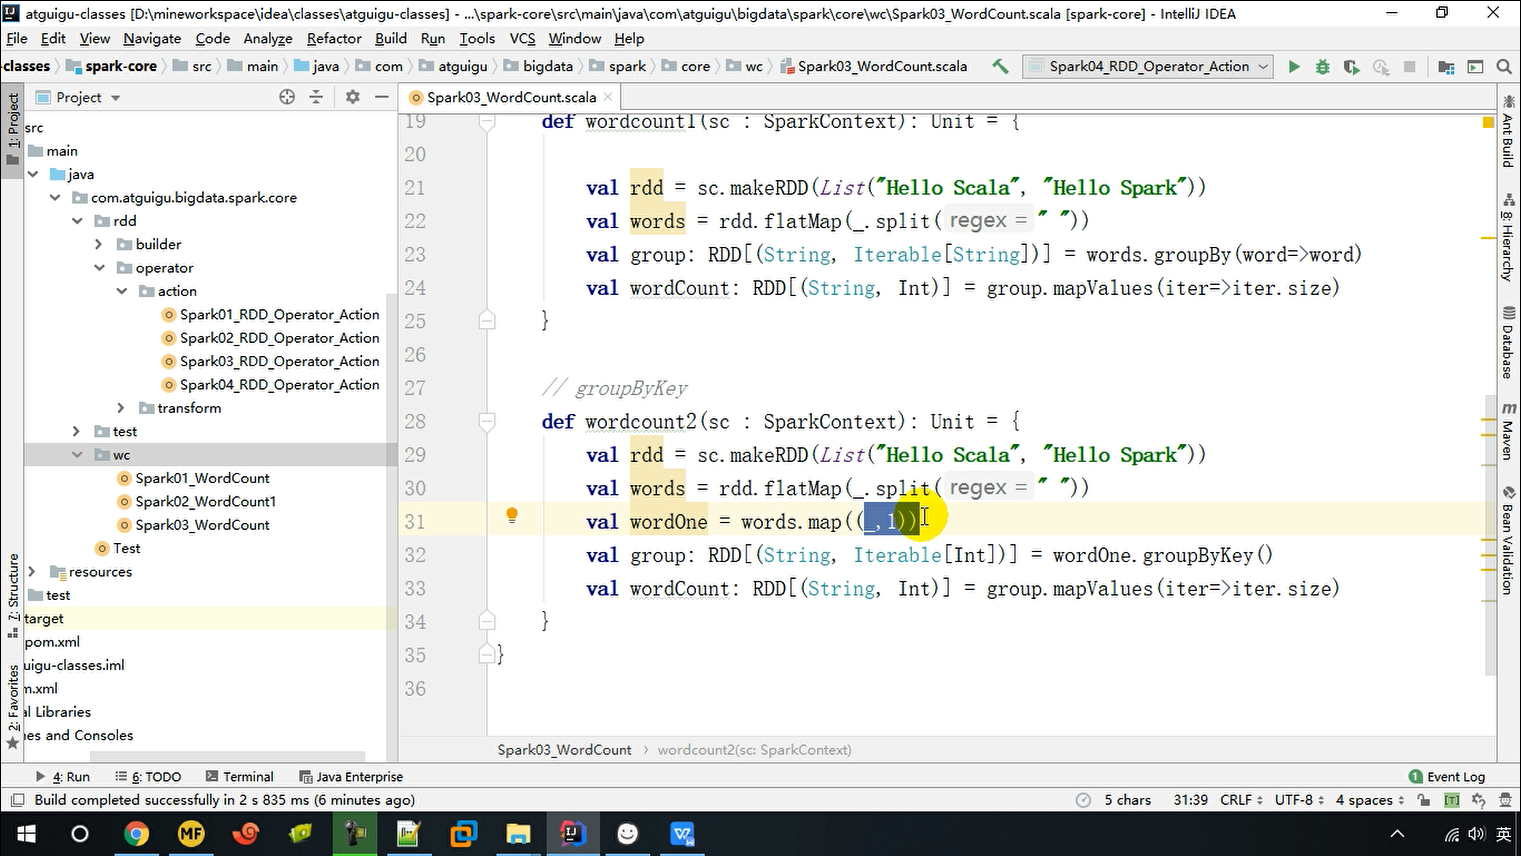 atguigu-classes [D:\mineworkspace\idea\classes\atguigu-classes] - ...\spark-core\src\main\java\com\atguigu\bigdata\spark\core\wc\Spark03_WordCount.scala [spark-core] - IntelliJ IDEA
File Edit View Navigate Code Analyze Refactor Build Run Tools VCS Window Help
-classes spark-core src main java com atguigu bigdata spark core wc Spark03_WordCount.scala Spark04_RDD_Operator_Action
Project
Spark03_WordCount.scala
1: Project
7: Structure
2: Favorites
src
main
java
com.atguigu.bigdata.spark.core
rdd
builder
operator
action
Spark01_RDD_Operator_Action
Spark02_RDD_Operator_Action
Spark03_RDD_Operator_Action
Spark04_RDD_Operator_Action
transform
test
wc
Spark01_WordCount
Spark02_WordCount1
Spark03_WordCount
Test
resources
test
target
pom.xml
uigu-classes.iml
m.xml
al Libraries
nes and Consoles
19 def wordcount1(sc : SparkContext): Unit = {
20
21 val rdd = sc.makeRDD(List("Hello Scala", "Hello Spark"))
22 val words = rdd.flatMap(_.split( regex = " "))
23 val group: RDD[(String, Iterable[String])] = words.groupBy(word=>word)
24 val wordCount: RDD[(String, Int)] = group.mapValues(iter=>iter.size)
25 }
26
27 // groupByKey
28 def wordcount2(sc : SparkContext): Unit = {
29 val rdd = sc.makeRDD(List("Hello Scala", "Hello Spark"))
30 val words = rdd.flatMap(_.split( regex = " "))
31 val wordOne = words.map((_,1))
32 val group: RDD[(String, Iterable[Int])] = wordOne.groupByKey()
33 val wordCount: RDD[(String, Int)] = group.mapValues(iter=>iter.size)
34 }
35 }
36
Spark03_WordCount › wordcount2(sc: SparkContext)
Ant Build
8: Hierarchy
Database
Maven
Bean Validation
4: Run 6: TODO Terminal Java Enterprise 1 Event Log
Build completed successfully in 2 s 835 ms (6 minutes ago) 5 chars 31:39 CRLF UTF-8 4 spaces [T]
MF
英